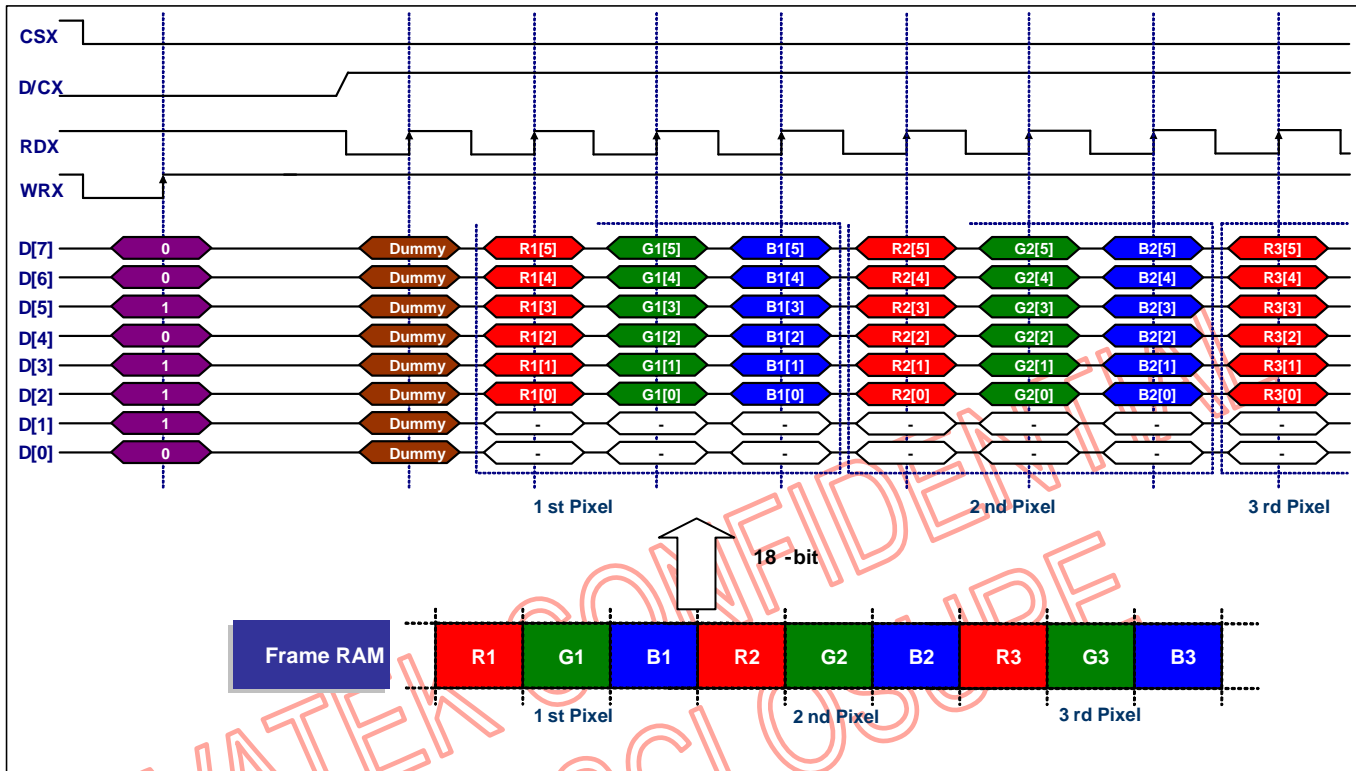 CSX
D/CX
RDX
WRX
D[7] 0 Dummy R1[5] G1[5] B1[5] R2[5] G2[5] B2[5] R3[5]
D[6] 0 Dummy R1[4] G1[4] B1[4] R2[4] G2[4] B2[4] R3[4]
D[5] 1 Dummy R1[3] G1[3] B1[3] R2[3] G2[3] B2[3] R3[3]
D[4] 0 Dummy R1[2] G1[2] B1[2] R2[2] G2[2] B2[2] R3[2]
D[3] 1 Dummy R1[1] G1[1] B1[1] R2[1] G2[1] B2[1] R3[1]
D[2] 1 Dummy R1[0] G1[0] B1[0] R2[0] G2[0] B2[0] R3[0]
D[1] 1 Dummy - - - - - - -
D[0] 0 Dummy - - - - - - -
1 st Pixel 2 nd Pixel 3 rd Pixel
18 -bit
Frame RAM R1 G1 B1 R2 G2 B2 R3 G3 B3
1 st Pixel 2 nd Pixel 3 rd Pixel
CONFIDENTIAL